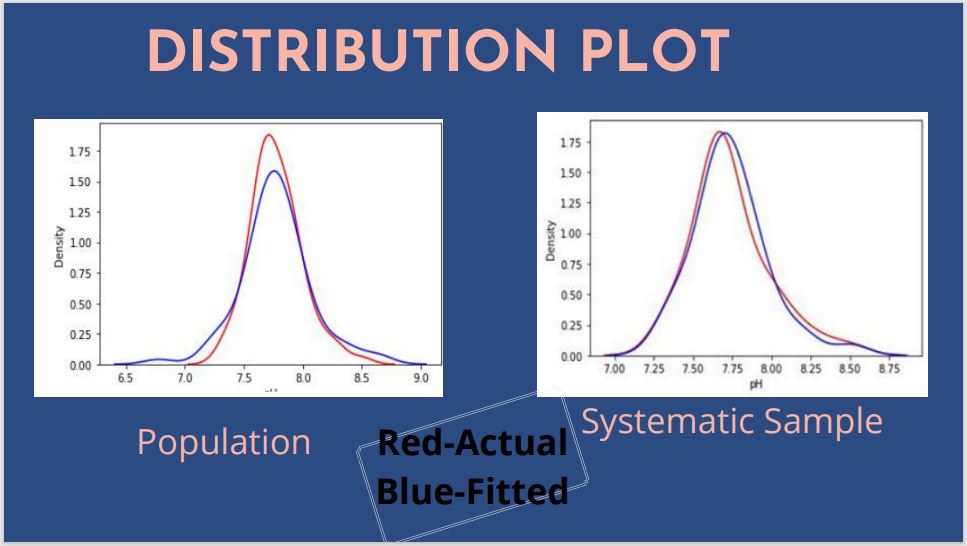 DISTRIBUTION PLOT
1.75
1.50
1.25
1.00
0.75
0.50
0.25
0.00
Density
6.5 7.0 7.5 8.0 8.5 9.0
1.75
1.50
1.25
1.00
0.75
0.50
0.25
0.00
Density
7.00 7.25 7.50 7.75 8.00 8.25 8.50 8.75
pH
Population
Systematic Sample
Red-Actual
Blue-Fitted